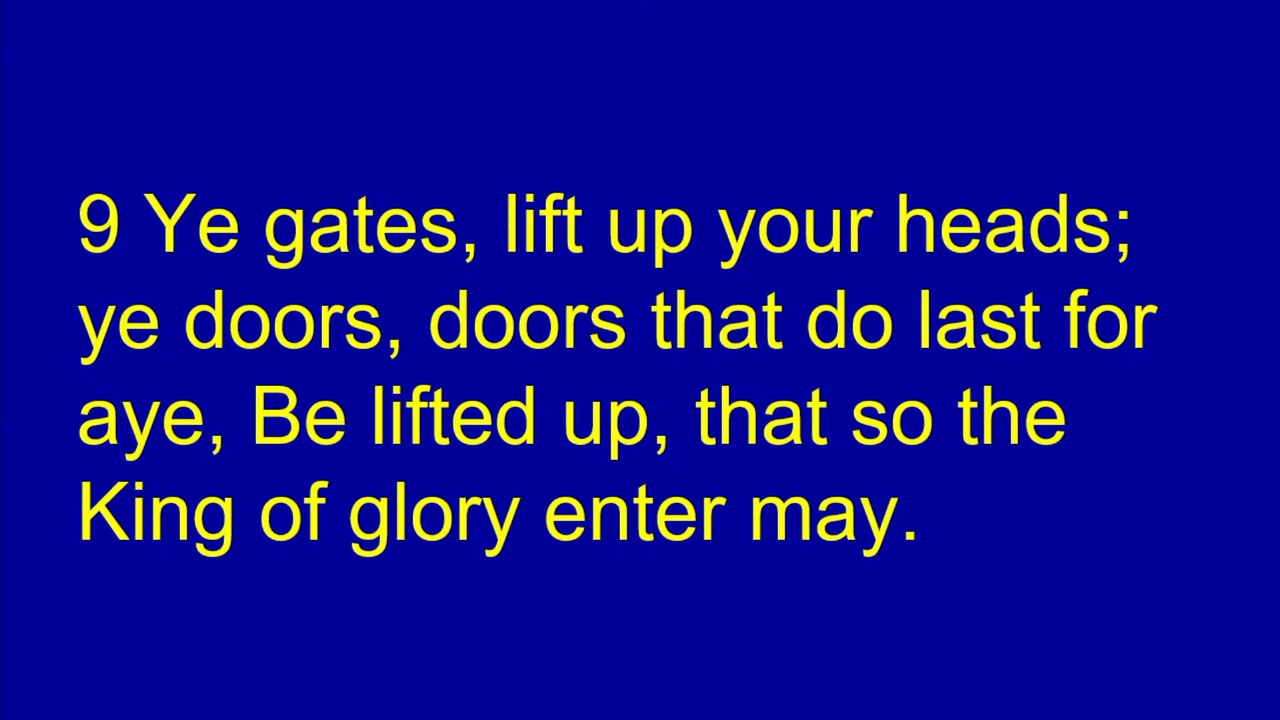 9 Ye gates, lift up your heads;
ye doors, doors that do last for
aye, Be lifted up, that so the
King of glory enter may.